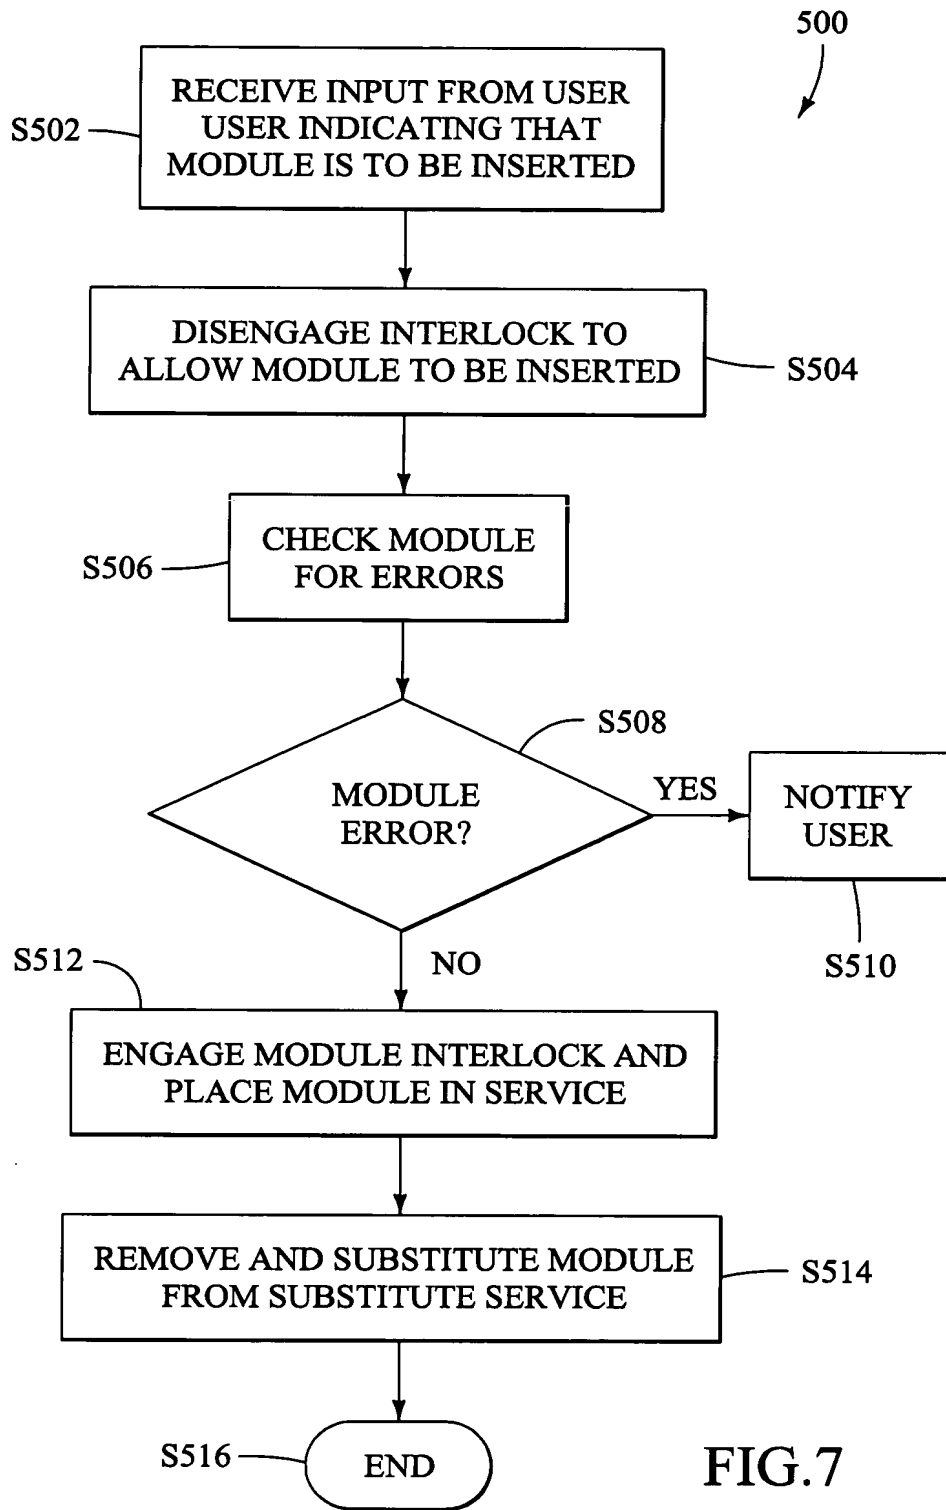 500
RECEIVE INPUT FROM USER
USER INDICATING THAT
MODULE IS TO BE INSERTED
S502
DISENGAGE INTERLOCK TO
ALLOW MODULE TO BE INSERTED
S504
CHECK MODULE
FOR ERRORS
S506
S508
MODULE
ERROR?
YES
NOTIFY
USER
S510
NO
S512
ENGAGE MODULE INTERLOCK AND
PLACE MODULE IN SERVICE
REMOVE AND SUBSTITUTE MODULE
FROM SUBSTITUTE SERVICE
S514
S516
END
FIG.7